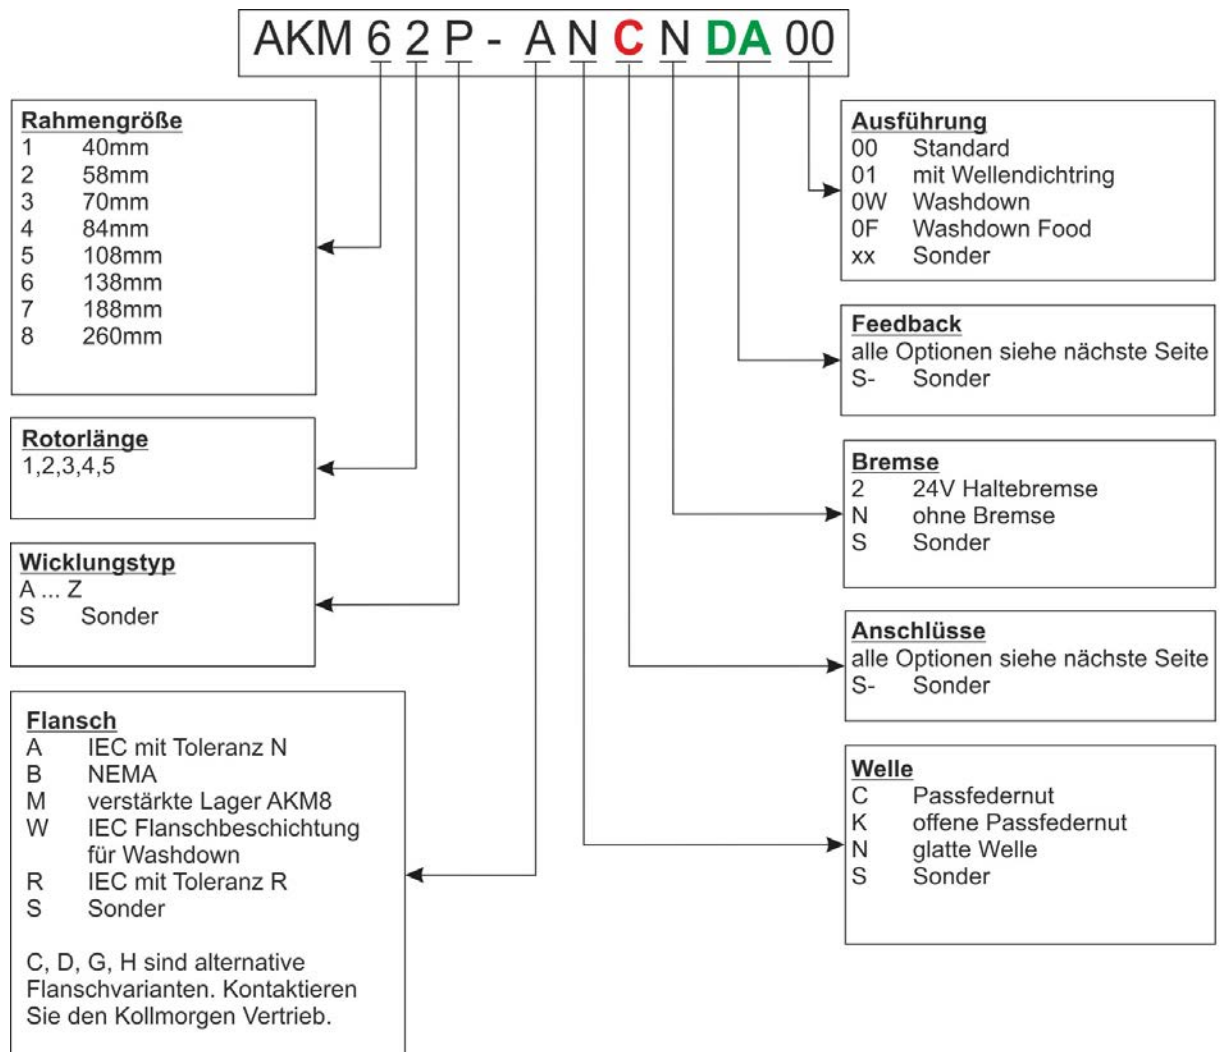 AKM 6 2 P - A N C N DA 00
Rahmengröße
1 40mm
2 58mm
3 70mm
4 84mm
5 108mm
6 138mm
7 188mm
8 260mm
Rotorlänge
1,2,3,4,5
Wicklungstyp
A ... Z
S Sonder
Flansch
A IEC mit Toleranz N
B NEMA
M verstärkte Lager AKM8
W IEC Flanschbeschichtung
für Washdown
R IEC mit Toleranz R
S Sonder
C, D, G, H sind alternative
Flanschvarianten. Kontaktieren
Sie den Kollmorgen Vertrieb.
Ausführung
00 Standard
01 mit Wellendichtring
0W Washdown
0F Washdown Food
xx Sonder
Feedback
alle Optionen siehe nächste Seite
S- Sonder
Bremse
2 24V Haltebremse
N ohne Bremse
S Sonder
Anschlüsse
alle Optionen siehe nächste Seite
S- Sonder
Welle
C Passfedernut
K offene Passfedernut
N glatte Welle
S Sonder